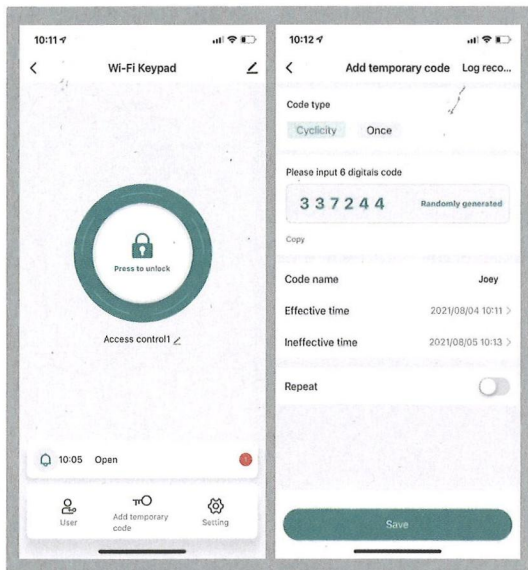 10:11
Wi-Fi Keypad
Press to unlock
Access control1
10:05 Open
User
Add temporary
code
Setting
10:12
Add temporary code Log reco...
Code type
Cyclicity Once
Please input 6 digitals code
337244 Randomly generated
Copy
Code name Joey
Effective time 2021/08/04 10:11
Ineffective time 2021/08/05 10:13
Repeat
Save